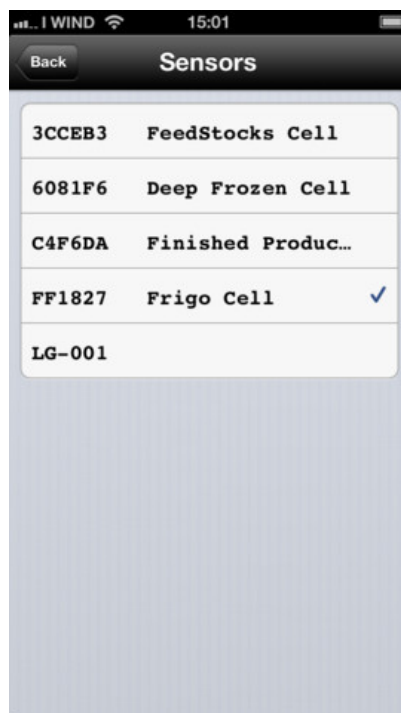 I WIND 15:01
Back Sensors
3CCEB3 FeedStocks Cell
6081F6 Deep Frozen Cell
C4F6DA Finished Produc…
FF1827 Frigo Cell
LG-001